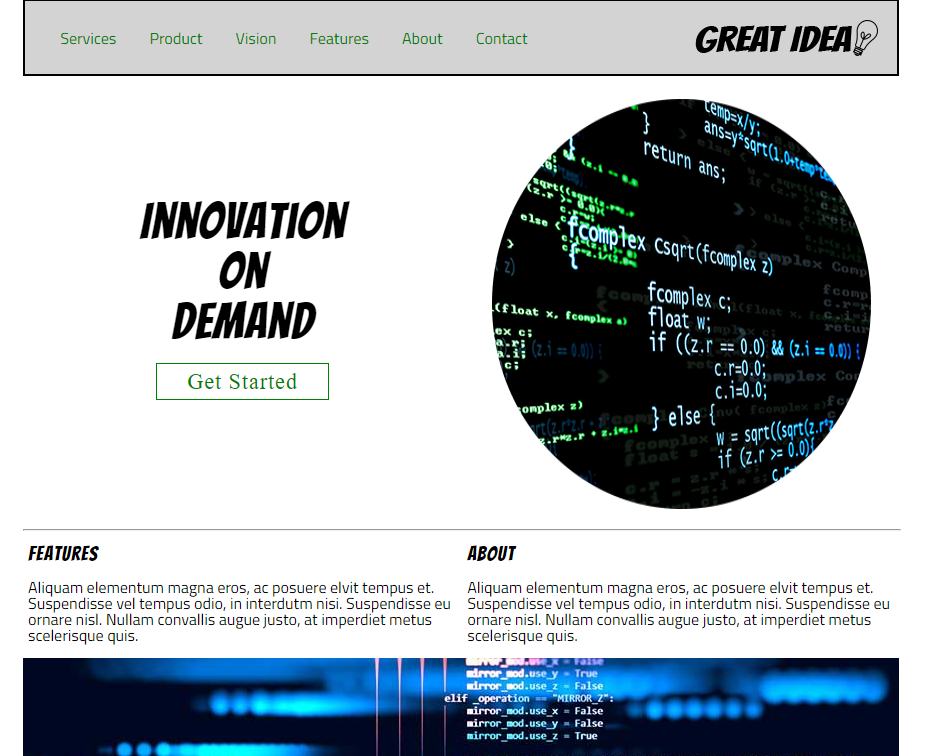 Services Product Vision Features About Contact GREAT IDEA
INNOVATION
ON
DEMAND
Get Started
temp=x/y;
} ans=y*sqrt(1.0+temp*
return ans;
else {
fcomplex Csqrt(fcomplex z)
{
fcomplex c;
(float x, fcomplex a)
float w;
if ((z.r == 0.0) && (z.i == 0.0)) {
c.r=0.0;
c.i=0.0;
} else {
w = sqrt((sqrt(z.r*z
if (z.r >= 0.0){
FEATURES
Aliquam elementum magna eros, ac posuere elvit tempus et.
Suspendisse vel tempus odio, in interdutm nisi. Suspendisse eu
ornare nisl. Nullam convallis augue justo, at imperdiet metus
scelerisque quis.
ABOUT
Aliquam elementum magna eros, ac posuere elvit tempus et.
Suspendisse vel tempus odio, in interdutm nisi. Suspendisse eu
ornare nisl. Nullam convallis augue justo, at imperdiet metus
scelerisque quis.
mirror_mod.use_x = False
mirror_mod.use_y = True
mirror_mod.use_z = False
elif _operation == "MIRROR_Z":
mirror_mod.use_x = False
mirror_mod.use_y = False
mirror_mod.use_z = True